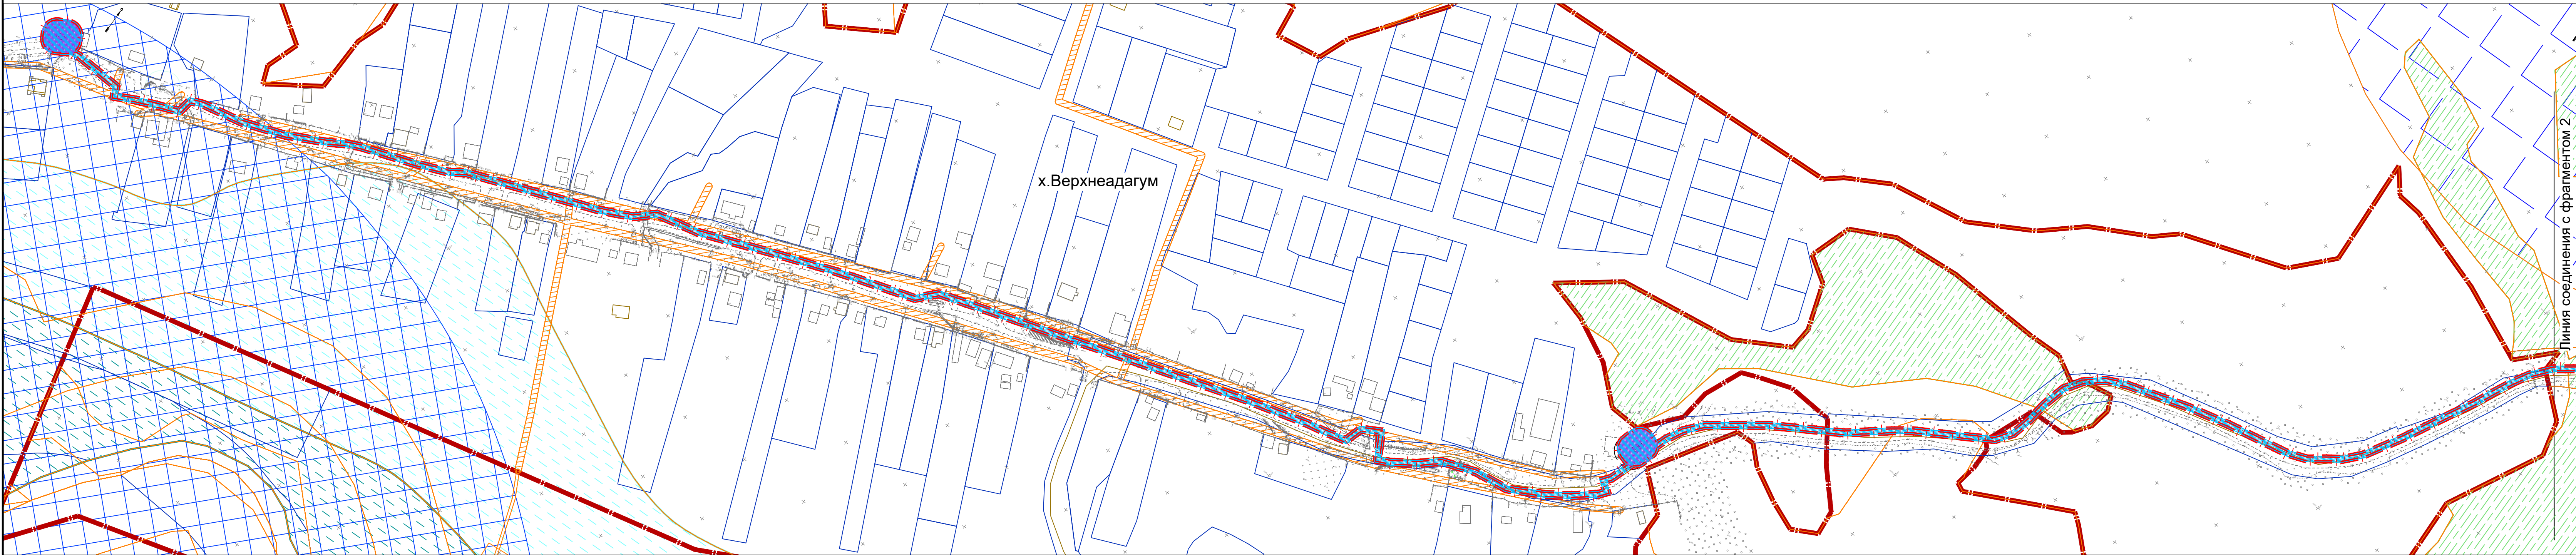 х.Верхнеадагум
Линия соединения с фрагментом 2